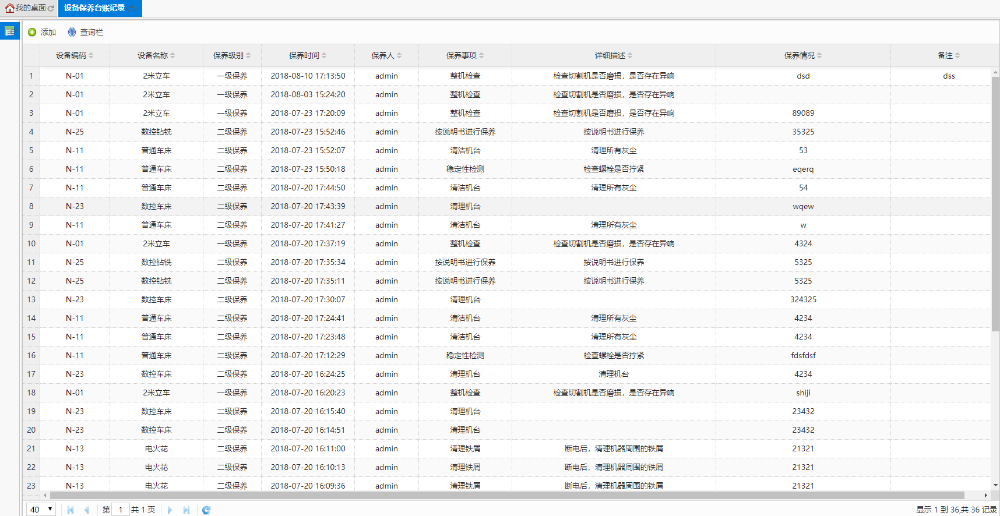 我的桌面 设备保养台账记录
添加 查询栏
设备编码 设备名称 保养级别 保养时间 保养人 保养事项 详细描述 保养情况 备注
1 N-01 2米立车 一级保养 2018-08-10 17:13:50 admin 整机检查 检查切割机是否磨损，是否存在异响 dsd dss
2 N-01 2米立车 一级保养 2018-08-03 15:24:20 admin 整机检查 检查切割机是否磨损，是否存在异响
3 N-01 2米立车 一级保养 2018-07-23 17:20:09 admin 整机检查 检查切割机是否磨损，是否存在异响 89089
4 N-25 数控钻铣 二级保养 2018-07-23 15:52:46 admin 按说明书进行保养 按说明书进行保养 35325
5 N-11 普通车床 二级保养 2018-07-23 15:52:07 admin 清洁机台 清理所有灰尘 53
6 N-11 普通车床 二级保养 2018-07-23 15:50:18 admin 稳定性检测 检查螺栓是否拧紧 eqerq
7 N-11 普通车床 二级保养 2018-07-20 17:44:50 admin 清洁机台 清理所有灰尘 54
8 N-23 数控车床 二级保养 2018-07-20 17:43:39 admin 清理机台 wqew
9 N-11 普通车床 二级保养 2018-07-20 17:41:27 admin 清洁机台 清理所有灰尘 w
10 N-01 2米立车 一级保养 2018-07-20 17:37:19 admin 整机检查 检查切割机是否磨损，是否存在异响 4324
11 N-25 数控钻铣 二级保养 2018-07-20 17:35:34 admin 按说明书进行保养 按说明书进行保养 5325
12 N-25 数控钻铣 二级保养 2018-07-20 17:35:11 admin 按说明书进行保养 按说明书进行保养 5325
13 N-23 数控车床 二级保养 2018-07-20 17:30:07 admin 清理机台 324325
14 N-11 普通车床 二级保养 2018-07-20 17:24:41 admin 清洁机台 清理所有灰尘 4234
15 N-11 普通车床 二级保养 2018-07-20 17:23:48 admin 清洁机台 清理所有灰尘 4234
16 N-11 普通车床 二级保养 2018-07-20 17:12:29 admin 稳定性检测 检查螺栓是否拧紧 fdsfdsf
17 N-23 数控车床 二级保养 2018-07-20 16:24:25 admin 清理机台 清理机台 4234
18 N-01 2米立车 一级保养 2018-07-20 16:20:23 admin 整机检查 检查切割机是否磨损，是否存在异响 shiji
19 N-23 数控车床 二级保养 2018-07-20 16:15:40 admin 清理机台 23432
20 N-23 数控车床 二级保养 2018-07-20 16:14:51 admin 清理机台 23432
21 N-13 电火花 二级保养 2018-07-20 16:11:00 admin 清理铁屑 断电后，清理机器周围的铁屑 21321
22 N-13 电火花 二级保养 2018-07-20 16:10:13 admin 清理铁屑 断电后，清理机器周围的铁屑 21321
23 N-13 电火花 二级保养 2018-07-20 16:09:36 admin 清理铁屑 断电后，清理机器周围的铁屑 21321
40 第 1 共 1 页 显示 1 到 36,共 36 记录